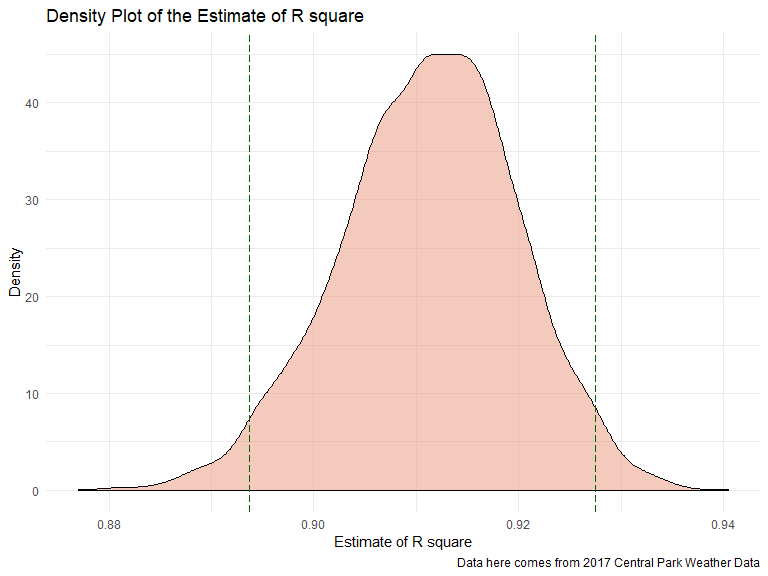 Density Plot of the Estimate of R square
Density
40
30
20
10
0
0.88
0.90
0.92
0.94
Estimate of R square
Data here comes from 2017 Central Park Weather Data